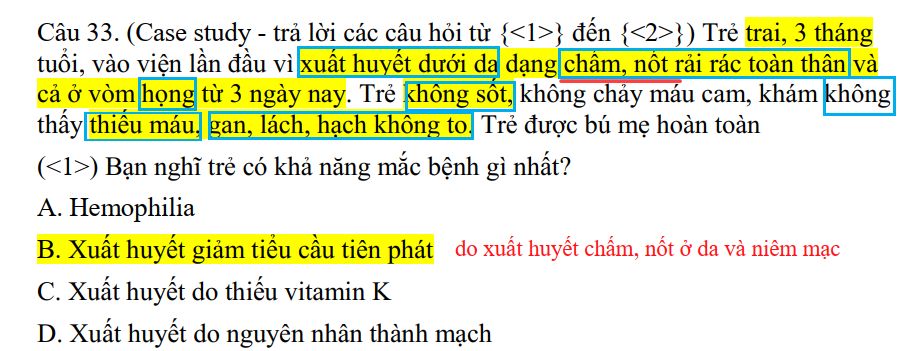 Câu 33. (Case study - trả lời các câu hỏi từ {<1>} đến {<2>}) Trẻ trai, 3 tháng
tuổi, vào viện lần đầu vì xuất huyết dưới da dạng chấm, nốt rải rác toàn thân và
cả ở vòm họng từ 3 ngày nay. Trẻ không sốt, không chảy máu cam, khám không
thấy thiếu máu, gan, lách, hạch không to. Trẻ được bú mẹ hoàn toàn
(<1>) Bạn nghĩ trẻ có khả năng mắc bệnh gì nhất?
A. Hemophilia
B. Xuất huyết giảm tiểu cầu tiên phát do xuất huyết chấm, nốt ở da và niêm mạc
C. Xuất huyết do thiếu vitamin K
D. Xuất huyết do nguyên nhân thành mạch